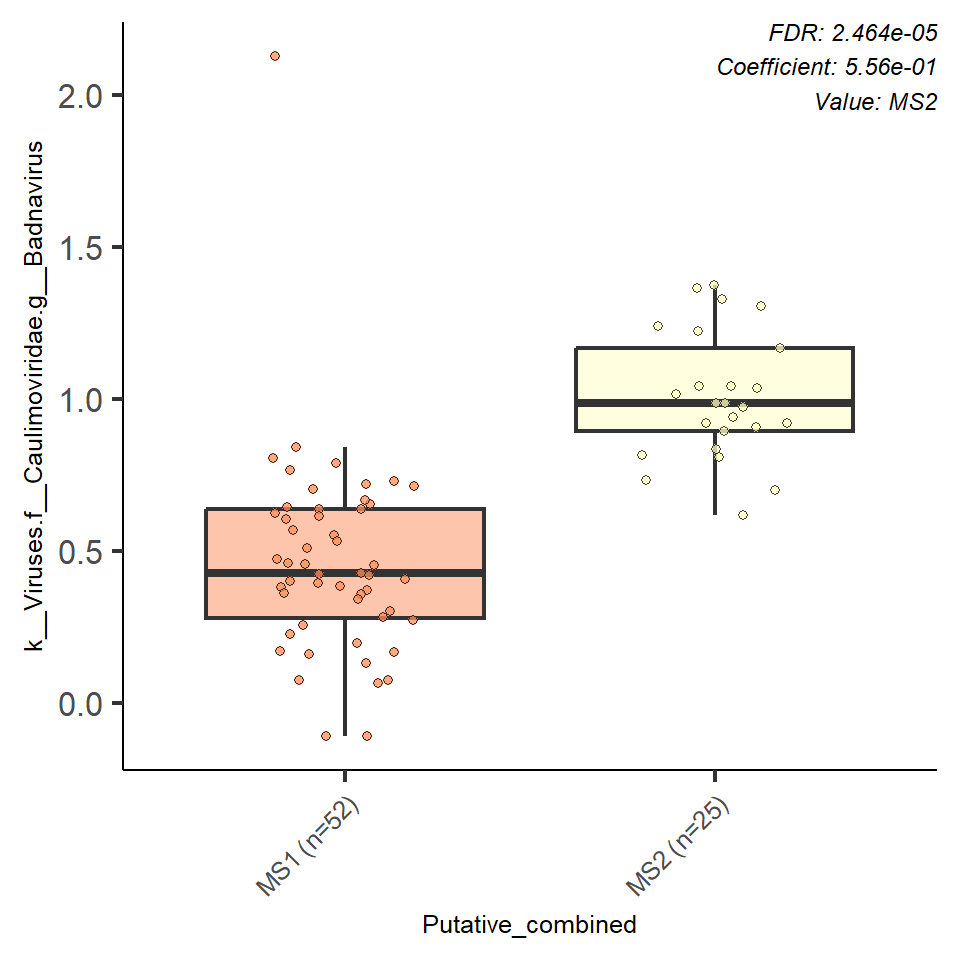 FDR: 2.464e-05
Coefficient: 5.56e-01
Value: MS2
k__Viruses.f__Caulimoviridae.g__Badnavirus
2.0
1.5
1.0
0.5
0.0
MS1 (n=52)
MS2 (n=25)
Putative_combined